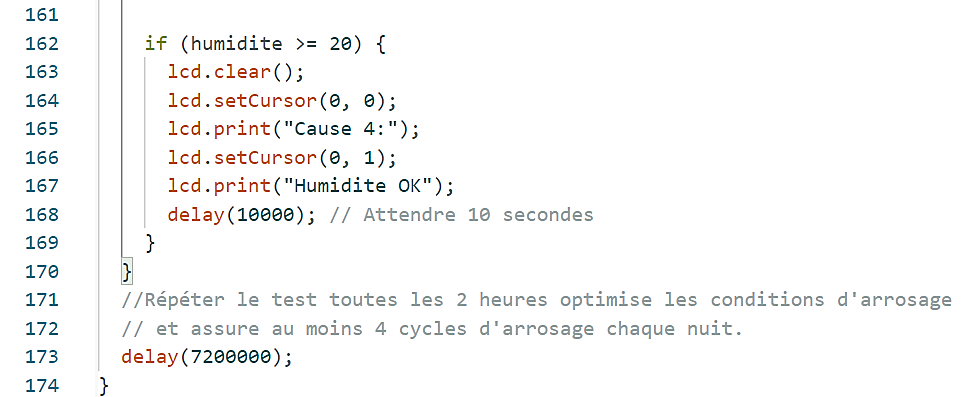 161
162 if (humidite >= 20) {
163 lcd.clear();
164 lcd.setCursor(0, 0);
165 lcd.print("Cause 4:");
166 lcd.setCursor(0, 1);
167 lcd.print("Humidite OK");
168 delay(10000); // Attendre 10 secondes
169 }
170 }
171 //Répéter le test toutes les 2 heures optimise les conditions d'arrosage
172 // et assure au moins 4 cycles d'arrosage chaque nuit.
173 delay(7200000);
174 }